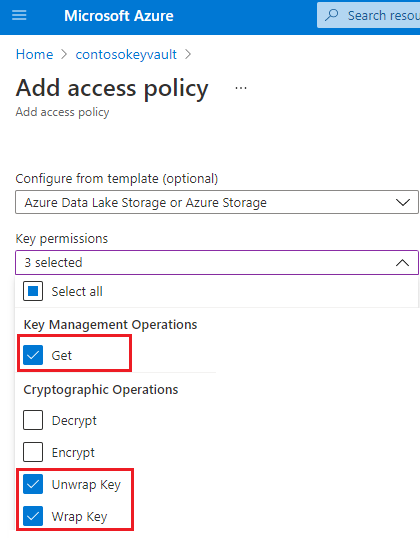 Microsoft Azure
Search resou
Home > contosokeyvault >
Add access policy ...
Add access policy
Configure from template (optional)
Azure Data Lake Storage or Azure Storage
Key permissions
3 selected
Select all
Key Management Operations
Get
Cryptographic Operations
Decrypt
Encrypt
Unwrap Key
Wrap Key